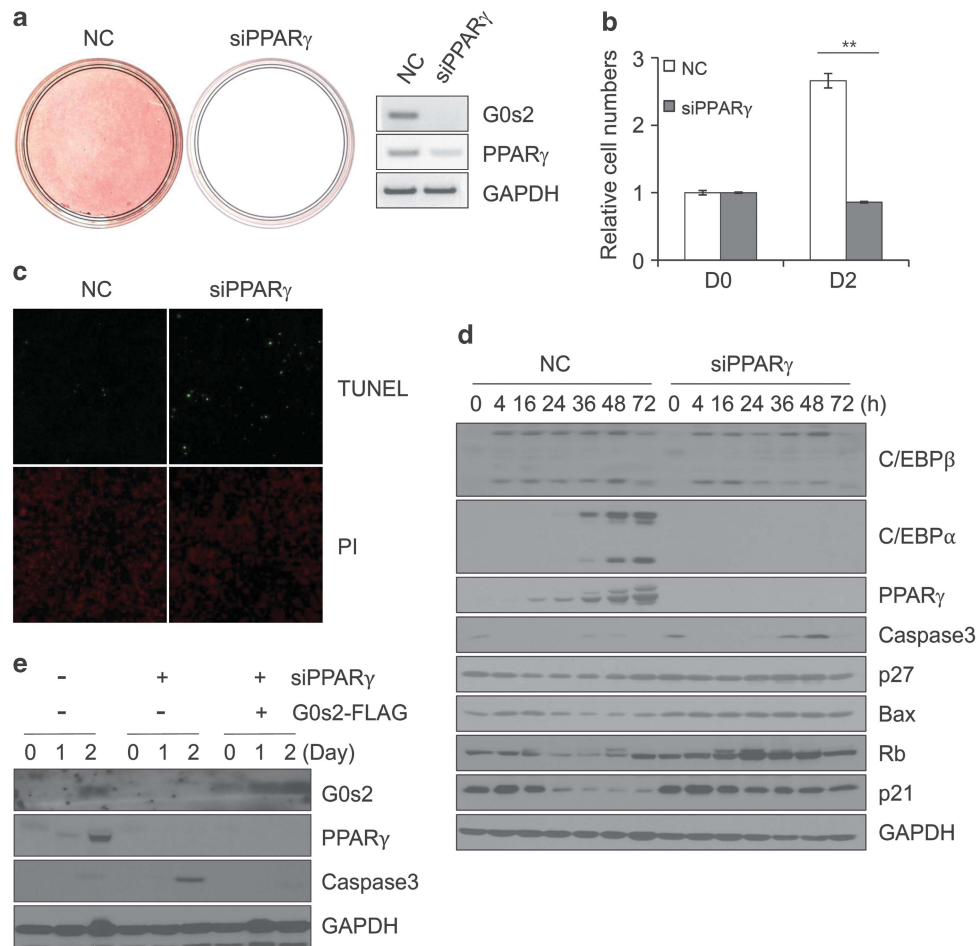 a
NC siPPARγ
NC siPPARγ
G0s2
PPARγ
GAPDH
b
Relative cell numbers
3
2
1
0
NC
siPPARγ
**
D0 D2
c
NC siPPARγ
TUNEL
PI
d
NC siPPARγ
0 4 16 24 36 48 72 0 4 16 24 36 48 72 (h)
C/EBPβ
C/EBPα
PPARγ
Caspase3
p27
Bax
Rb
p21
GAPDH
e
- + + siPPARγ
- - + G0s2-FLAG
0 1 2 0 1 2 0 1 2 (Day)
G0s2
PPARγ
Caspase3
GAPDH